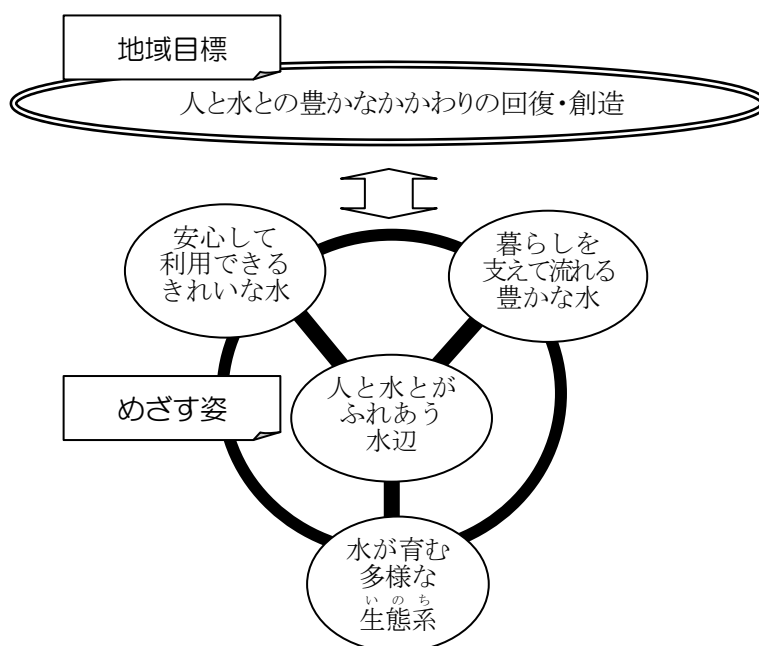 地域目標
人と水との豊かなかかわりの回復・創造
安心して
利用できる
きれいな水
暮らしを
支えて流れる
豊かな水
めざす姿
人と水とが
ふれあう
水辺
水が育む
多様な
いのち
生態系